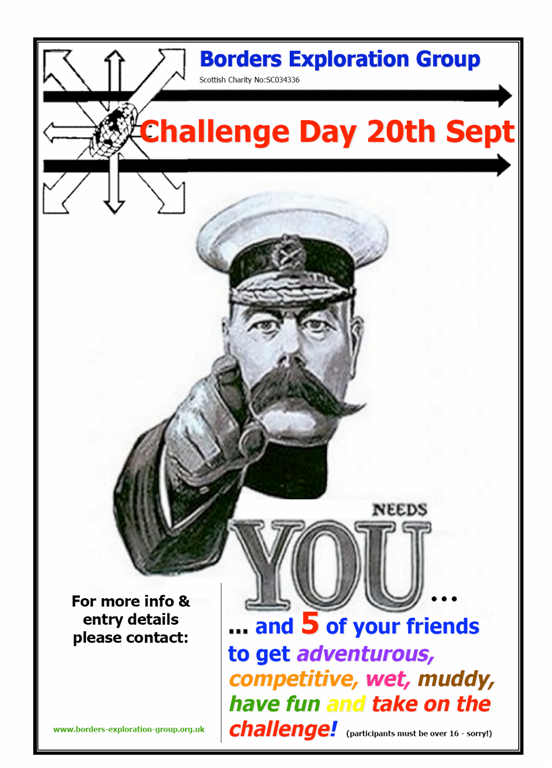 Borders Exploration Group
Scottish Charity No:SC034336
Challenge Day 20th Sept
NEEDS
YOU...
For more info &
entry details
please contact:
www.borders-exploration-group.org.uk
... and 5 of your friends
to get adventurous,
competitive, wet, muddy,
have fun and take on the
challenge! (participants must be over 16 - sorry!)